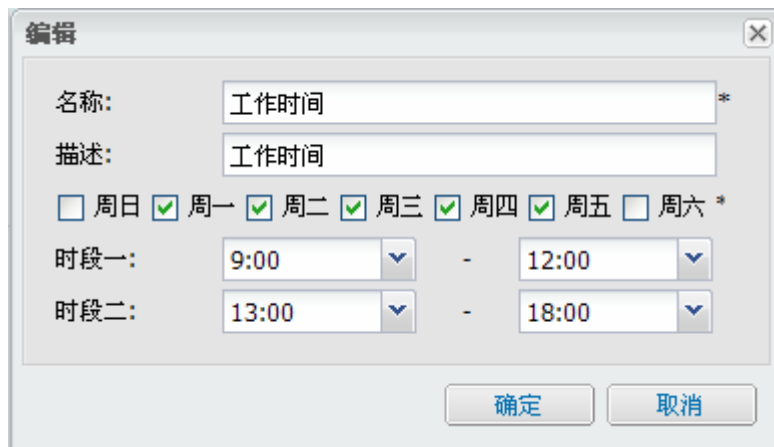 编辑
名称: 工作时间 *
描述: 工作时间
周日 周一 周二 周三 周四 周五 周六 *
时段一: 9:00 - 12:00
时段二: 13:00 - 18:00
确定 取消